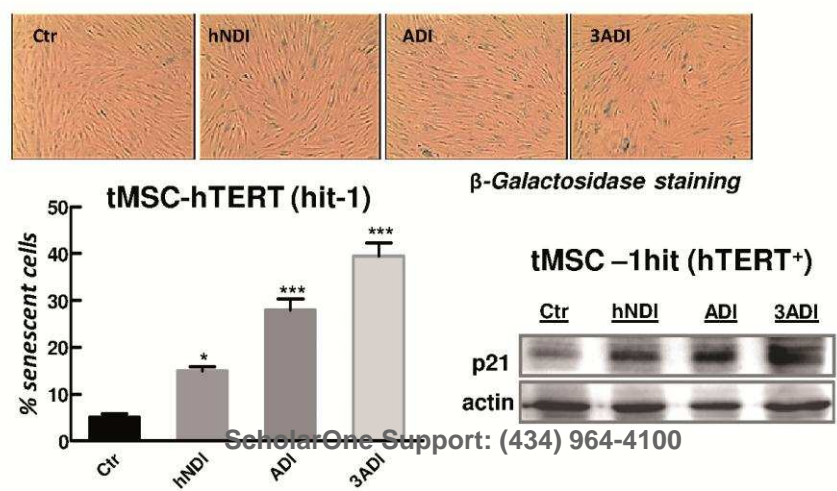 Ctr
hNDI
ADI
3ADI
β-Galactosidase staining
tMSC-hTERT (hit-1)
% senescent cells
50
40
30
20
10
0
*
***
***
Ctr
hNDI
ADI
3ADI
tMSC –1hit (hTERT⁺)
Ctr
hNDI
ADI
3ADI
p21
actin
ScholarOne Support: (434) 964-4100